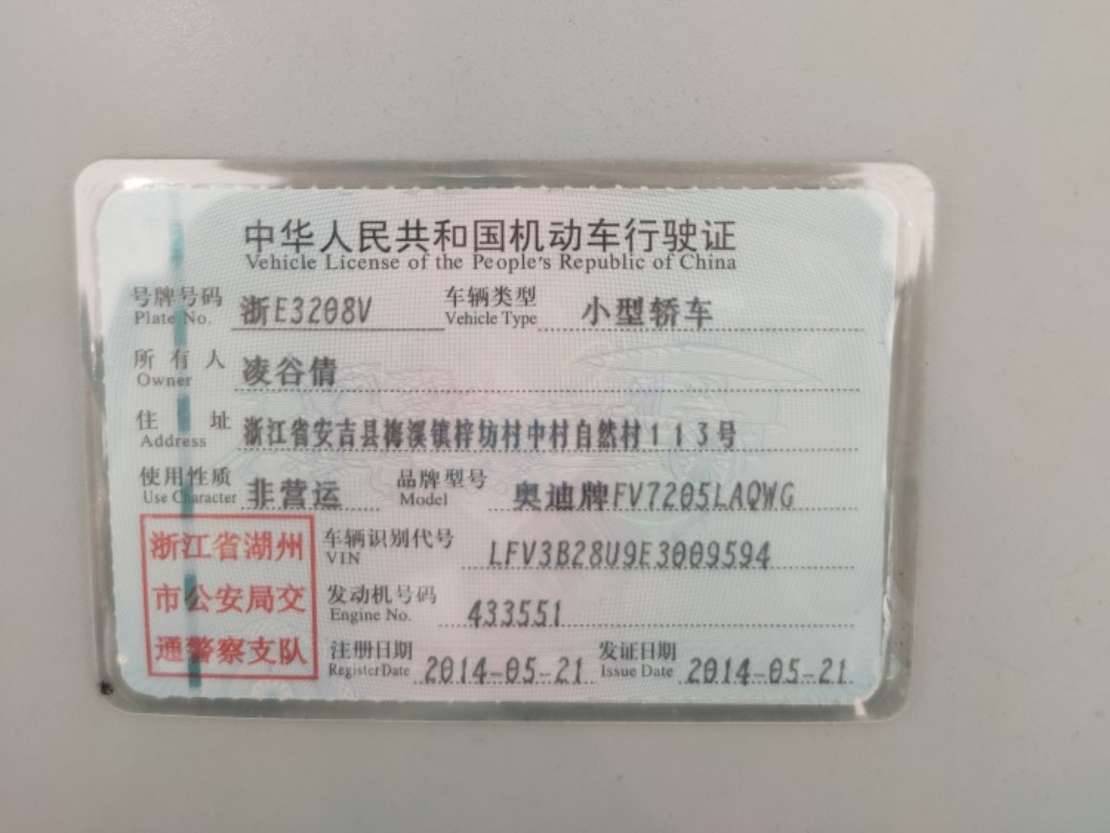 中华人民共和国机动车行驶证
Vehicle License of the People's Republic of China
号牌号码 浙E3208V 车辆类型 小型轿车
Plate No. Vehicle Type
所有人 凌谷倩
Owner
住址 浙江省安吉县梅溪镇梓坊村中村自然村113号
Address
使用性质 非营运 品牌型号 奥迪牌FV7205LAQWG
Use Character Model
浙江省湖州 车辆识别代号 LFV3B28U9E3009594
VIN
市公安局交 发动机号码 433551
Engine No.
通警察支队 注册日期 2014-05-21 发证日期 2014-05-21
Register Date Issue Date